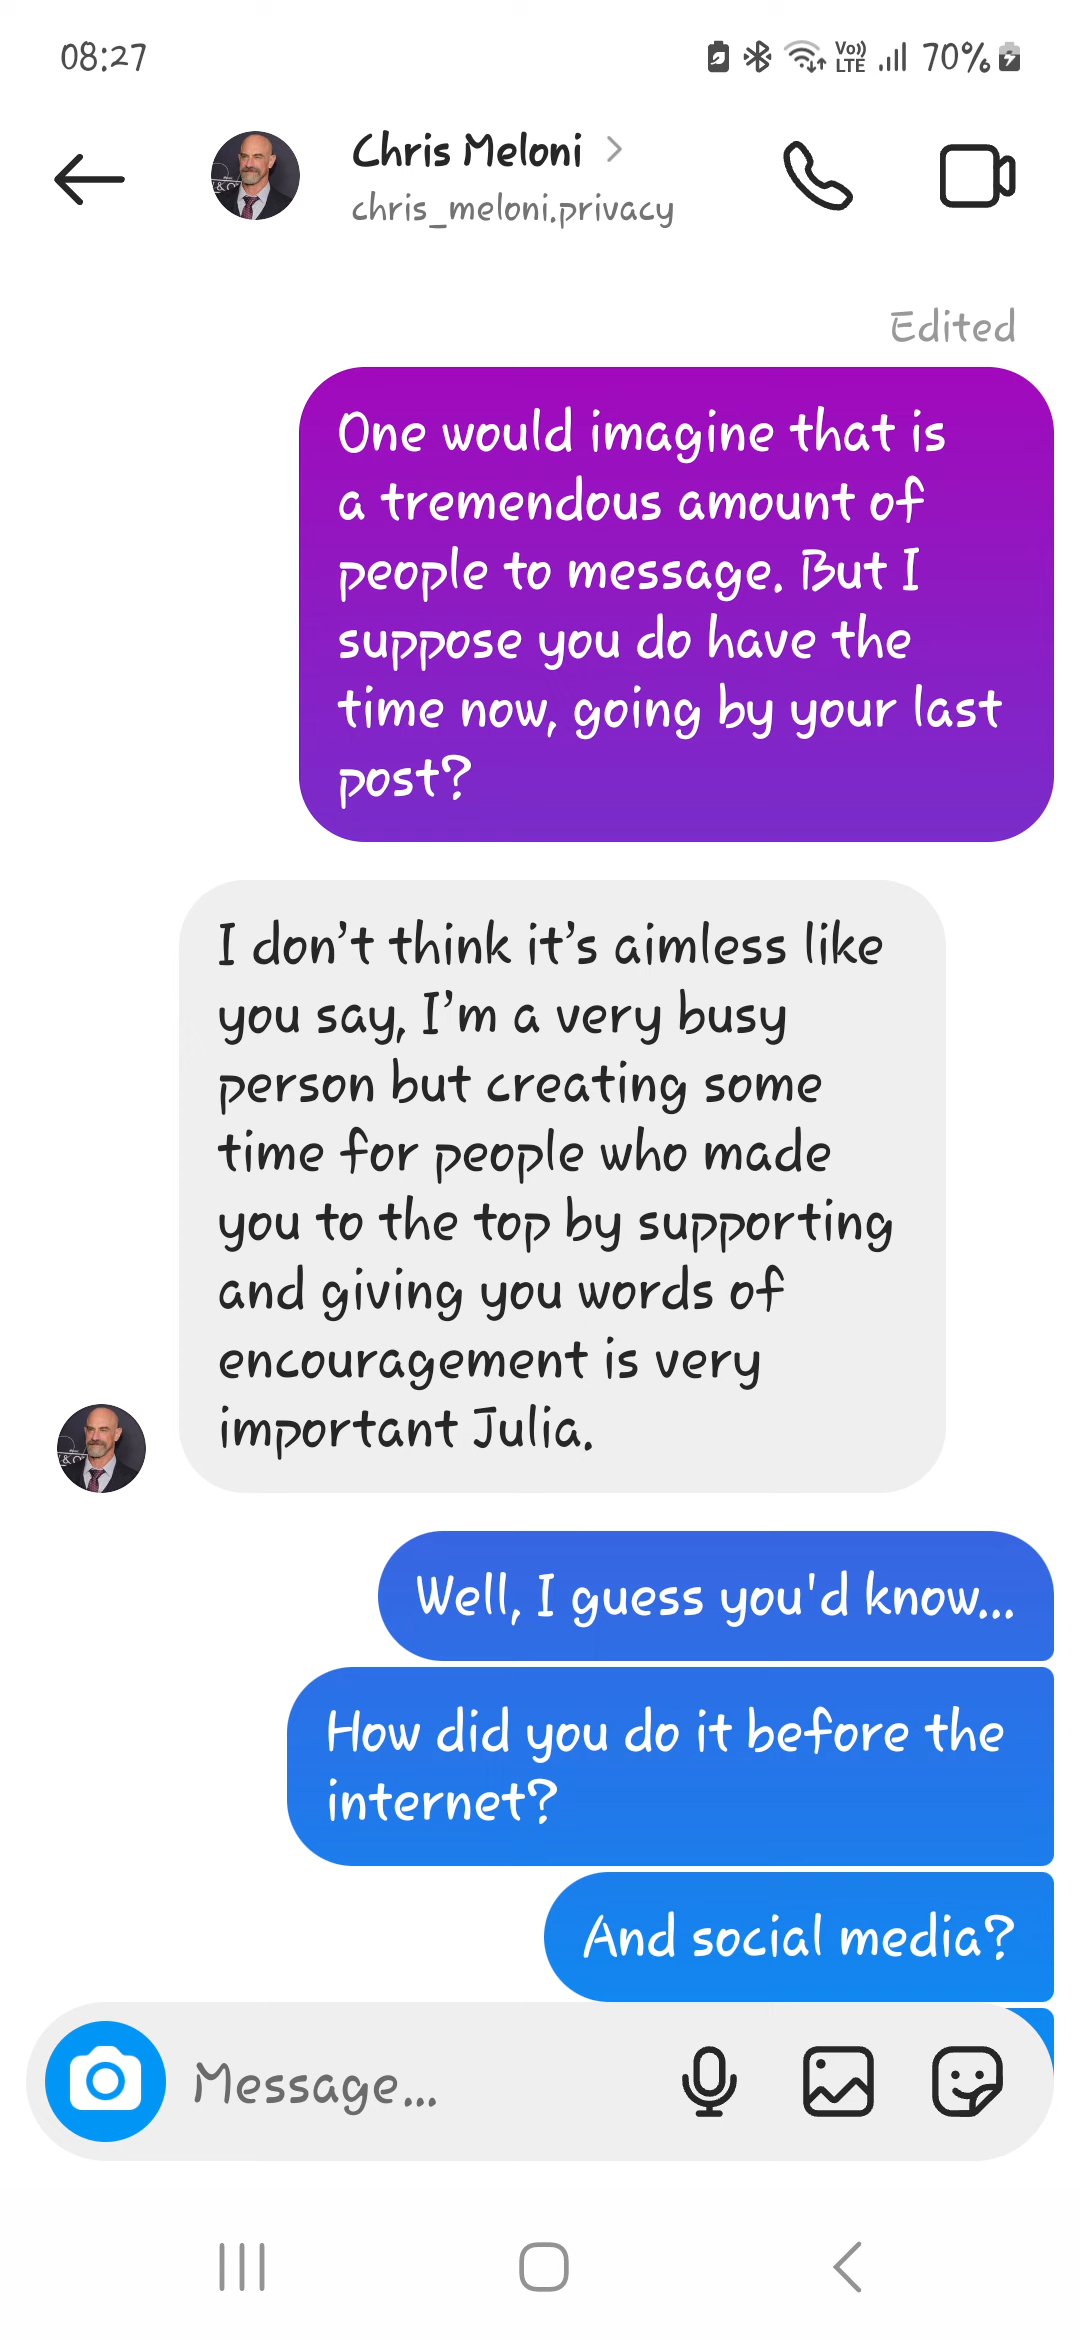 08:27
Vo))
LTE
70%
Chris Meloni
chris_meloni.privacy
Edited
One would imagine that is
a tremendous amount of
people to message. But I
suppose you do have the
time now, going by your last
post?
I don’t think it’s aimless like
you say, I’m a very busy
person but creating some
time for people who made
you to the top by supporting
and giving you words of
encouragement is very
important Julia.
Well, I guess you'd know...
How did you do it before the
internet?
And social media?
Message...